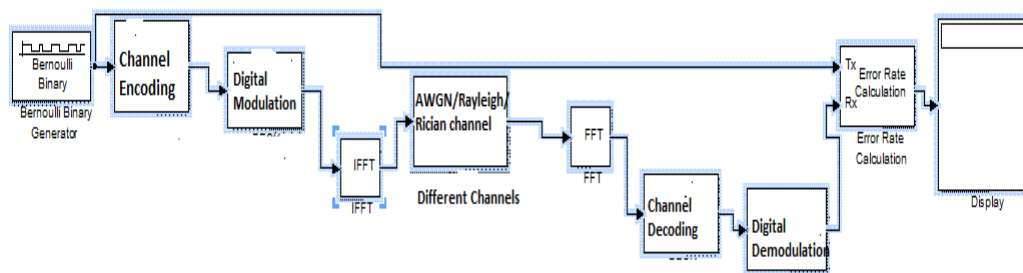 Bernoulli
Binary
Bernoulli Binary
Generator
Channel
Encoding
Digital
Modulation
IFFT
IFFT
AWGN/Rayleigh/
Rician channel
Different Channels
FFT
FFT
Channel
Decoding
Digital
Demodulation
Tx
Rx
Error Rate
Calculation
Error Rate
Calculation
Display